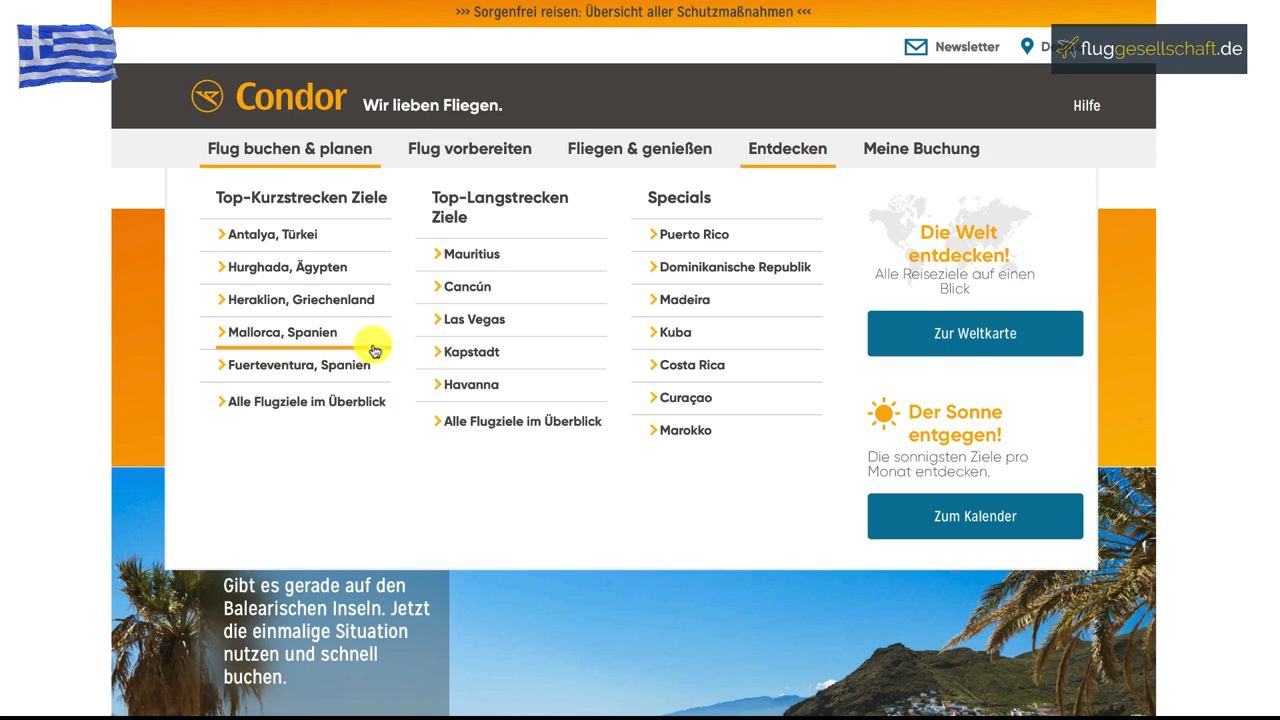 ››› Sorgenfrei reisen: Übersicht aller Schutzmaßnahmen ‹‹‹
Newsletter
fluggesellschaft.de
Condor
Wir lieben Fliegen.
Hilfe
Flug buchen & planen
Flug vorbereiten
Fliegen & genießen
Entdecken
Meine Buchung
Top-Kurzstrecken Ziele
Antalya, Türkei
Hurghada, Ägypten
Heraklion, Griechenland
Mallorca, Spanien
Fuerteventura, Spanien
Alle Flugziele im Überblick
Top-Langstrecken
Ziele
Mauritius
Cancún
Las Vegas
Kapstadt
Havanna
Alle Flugziele im Überblick
Specials
Puerto Rico
Dominikanische Republik
Madeira
Kuba
Costa Rica
Curaçao
Marokko
Die Welt
entdecken!
Alle Reiseziele auf einen
Blick
Zur Weltkarte
Der Sonne
entgegen!
Die sonnigsten Ziele pro
Monat entdecken.
Zum Kalender
Gibt es gerade auf den
Balearischen Inseln. Jetzt
die einmalige Situation
nutzen und schnell
buchen.